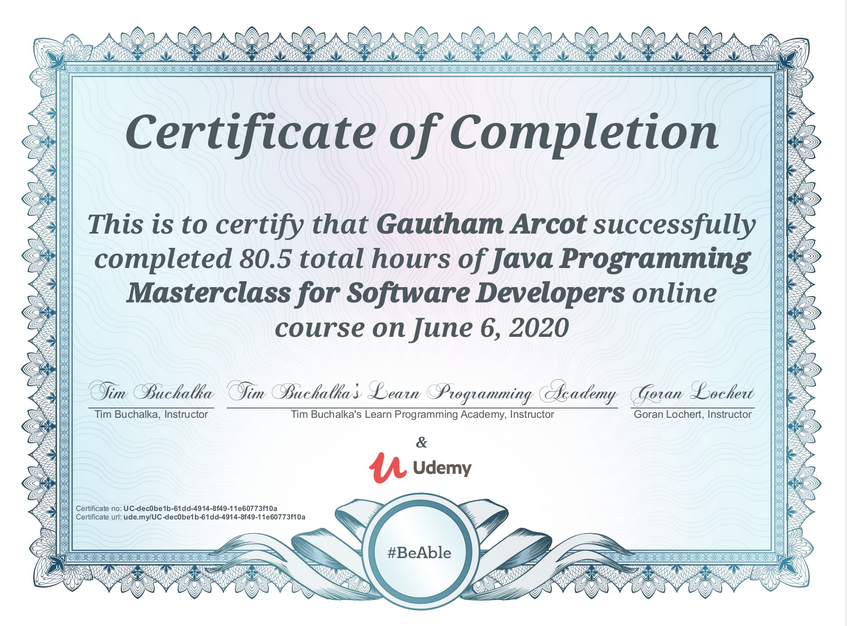 Certificate of Completion
This is to certify that Gautham Arcot successfully
completed 80.5 total hours of Java Programming
Masterclass for Software Developers online
course on June 6, 2020
Tim Buchalka Tim Buchalka's Learn Programming Academy Goran Lochert
Tim Buchalka, Instructor Tim Buchalka's Learn Programming Academy, Instructor Goran Lochert, Instructor
&
Udemy
Certificate no: UC-dec0be1b-61dd-4914-8f49-11e60773f10a
Certificate url: ude.my/UC-dec0be1b-61dd-4914-8f49-11e60773f10a
#BeAble